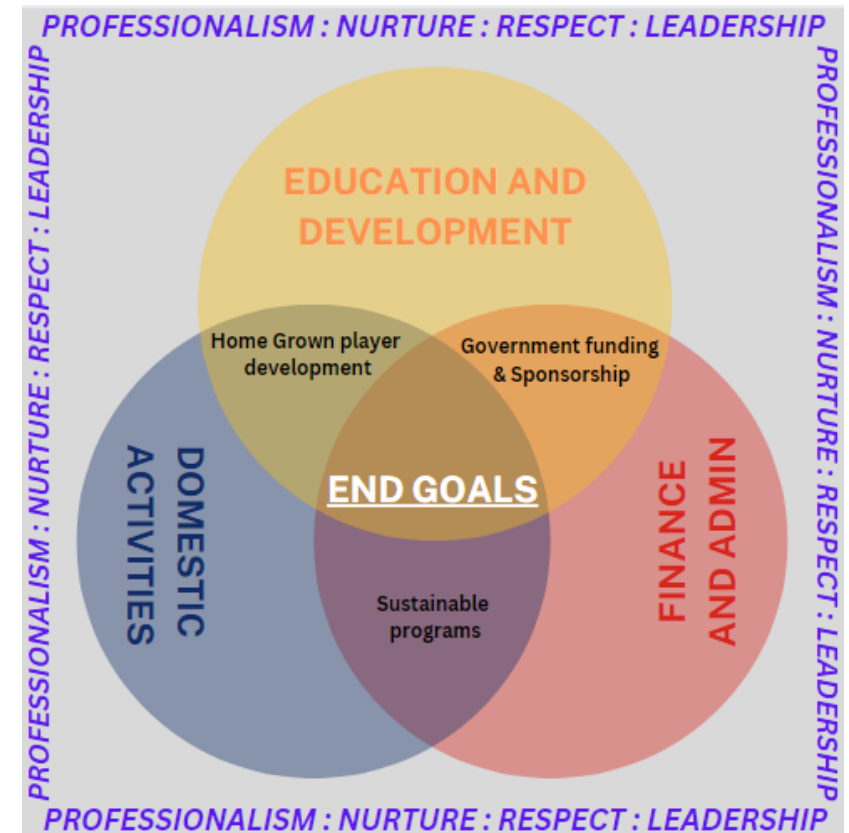 PROFESSIONALISM : NURTURE : RESPECT : LEADERSHIP
PROFESSIONALISM : NURTURE : RESPECT : LEADERSHIP
PROFESSIONALISM : NURTURE : RESPECT : LEADERSHIP
EDUCATION AND
DEVELOPMENT
Home Grown player
development
Government funding
& Sponsorship
DOMESTIC
ACTIVITIES
END GOALS
FINANCE
AND ADMIN
Sustainable
programs
PROFESSIONALISM : NURTURE : RESPECT : LEADERSHIP